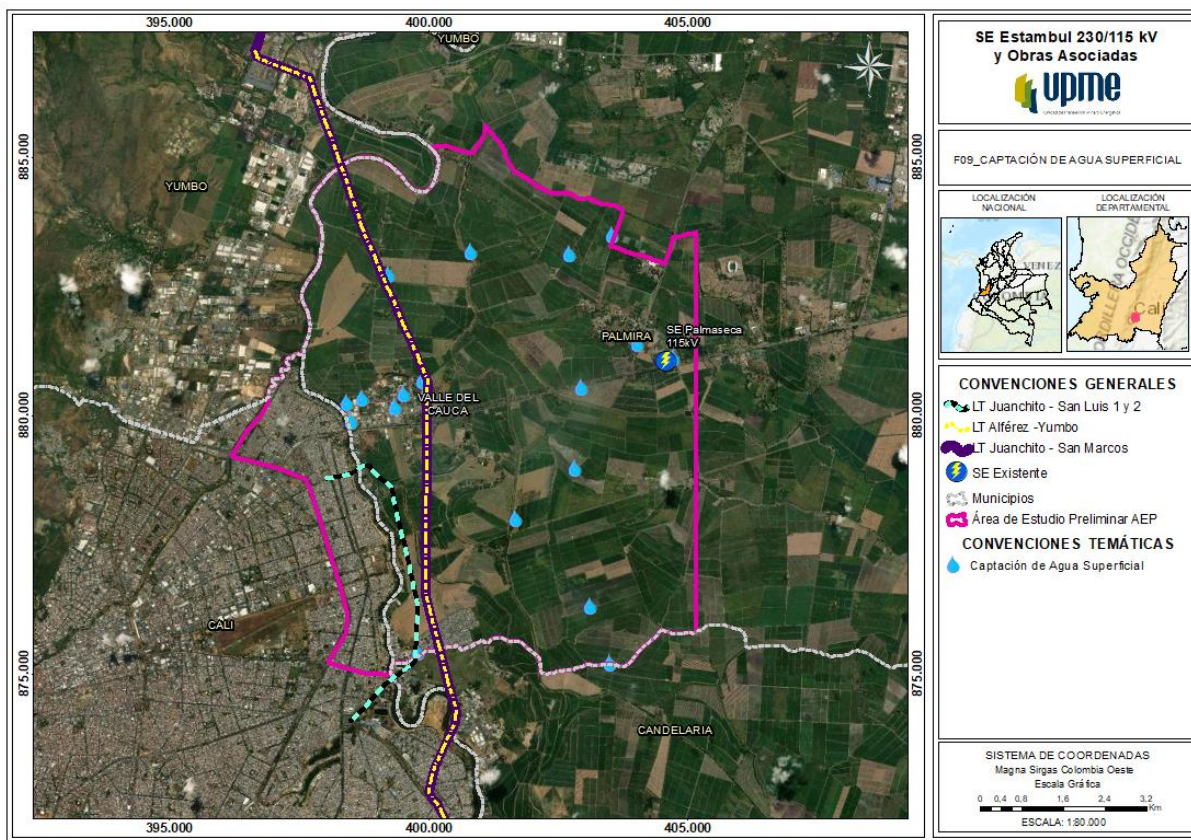 395.000
400.000
405.000
885.000
880.000
875.000
YUMBO
YUMBO
PALMIRA
SE Palmaseca
115kV
VALLE DEL
CAUCA
CALI
CANDELARIA
885.000
880.000
875.000
395.000
400.000
405.000
SE Estambul 230/115 kV
y Obras Asociadas
upme
F09_CAPTACIÓN DE AGUA SUPERFICIAL
LOCALIZACIÓN
NACIONAL
LOCALIZACIÓN
DEPARTAMENTAL
VENEZ
Cali
CONVENCIONES GENERALES
LT Juanchito - San Luis 1 y 2
LT Alférez -Yumbo
LT Juanchito - San Marcos
SE Existente
Municipios
Área de Estudio Preliminar AEP
CONVENCIONES TEMÁTICAS
Captación de Agua Superficial
SISTEMA DE COORDENADAS
Magna Sirgas Colombia Oeste
Escala Gráfica
0 0,4 0,8 1,6 2,4 3,2
Km
ESCALA: 1:80.000